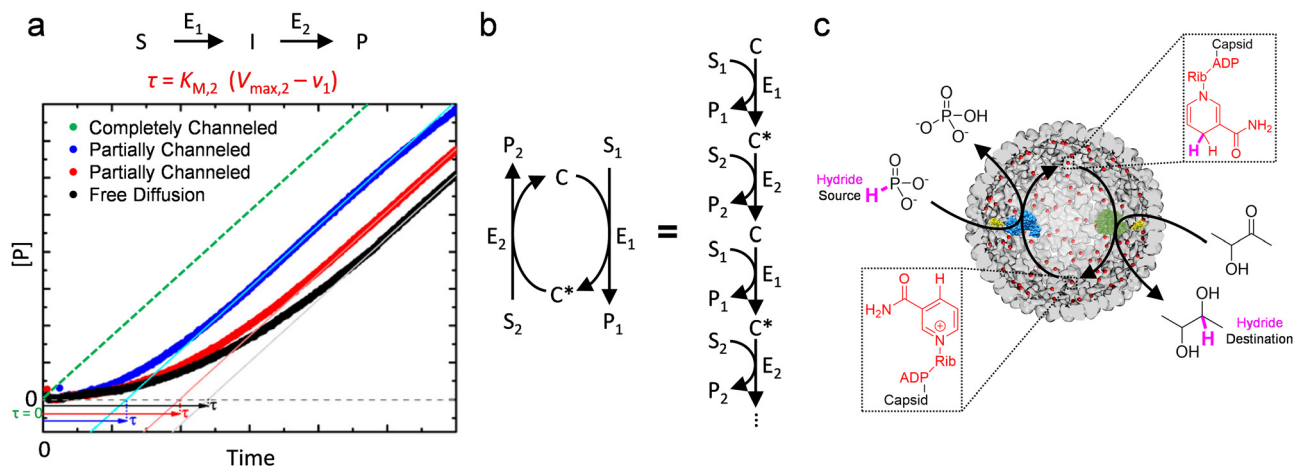 a
S E₁ I E₂ P
τ = K_M,2 (V_max,2 – v₁)
Completely Channeled
Partially Channeled
Partially Channeled
Free Diffusion
[P]
0
τ = 0
τ
τ
τ
0
Time
b
P₂ S₁
C
E₂ E₁
C*
S₂ P₁
=
C
S₁
E₁
P₁
C*
S₂
E₂
P₂
C
S₁
E₁
P₁
C*
S₂
E₂
P₂
⋮
c
Capsid
ADP
Rib
N
O
NH₂
H H
O
⁻O P OH
O⁻
Hydride
Source
O
H P O⁻
O⁻
O
OH
OH
OH H
Hydride
Destination
O H
H₂N
+
N
Rib
ADP
Capsid